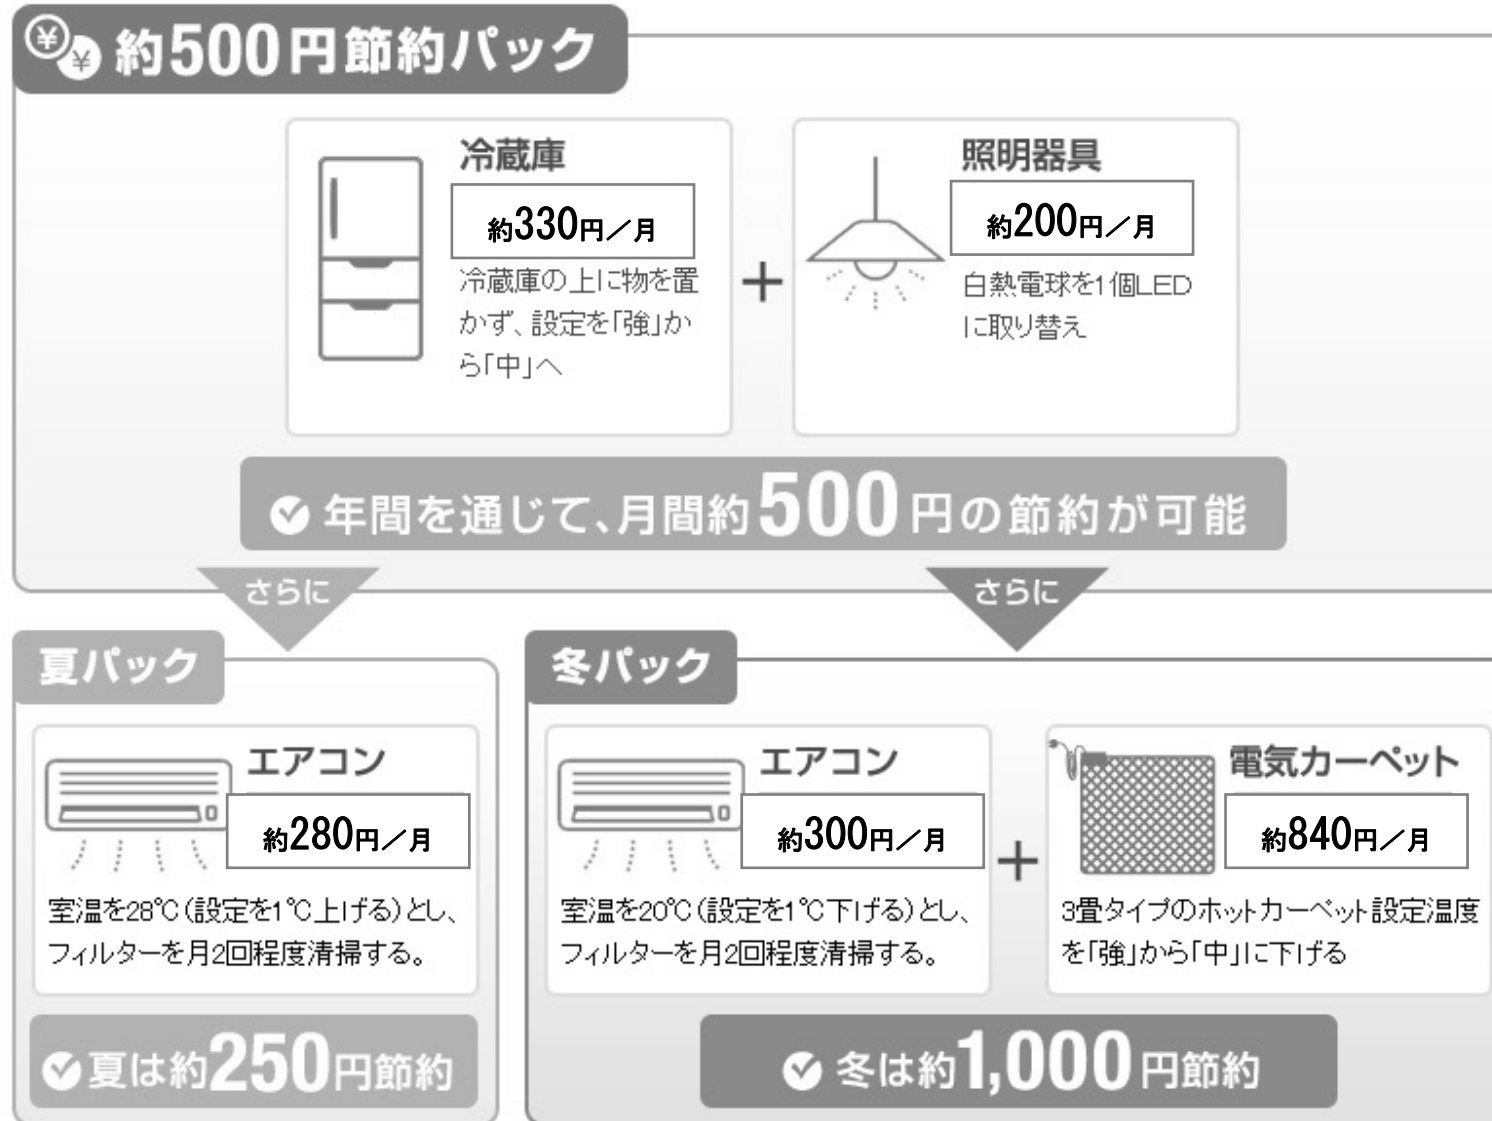 約500円節約パック
冷蔵庫
約330円／月
冷蔵庫の上に物を置
かず、設定を「強」か
ら「中」へ
+
照明器具
約200円／月
白熱電球を1個LED
に取り替え
年間を通じて、月間約500円の節約が可能
さらに
さらに
夏パック
エアコン
約280円／月
室温を28℃（設定を1℃上げる）とし、
フィルターを月2回程度清掃する。
夏は約250円節約
冬パック
エアコン
約300円／月
室温を20℃（設定を1℃下げる）とし、
フィルターを月2回程度清掃する。
+
電気カーペット
約840円／月
3畳タイプのホットカーペット設定温度
を「強」から「中」に下げる
冬は約1,000円節約